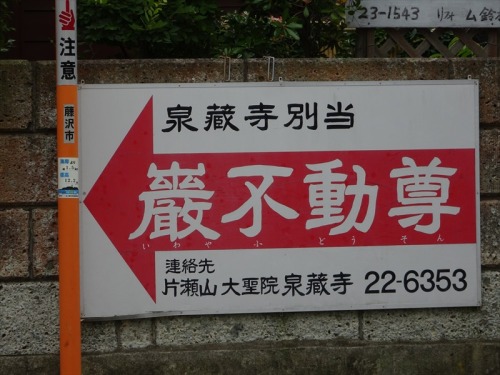 23-1543
泉蔵寺別当
巖不動尊
いわやふどうそん
連絡先
片瀬山 大聖院 泉蔵寺 22-6353
注意
藤沢市